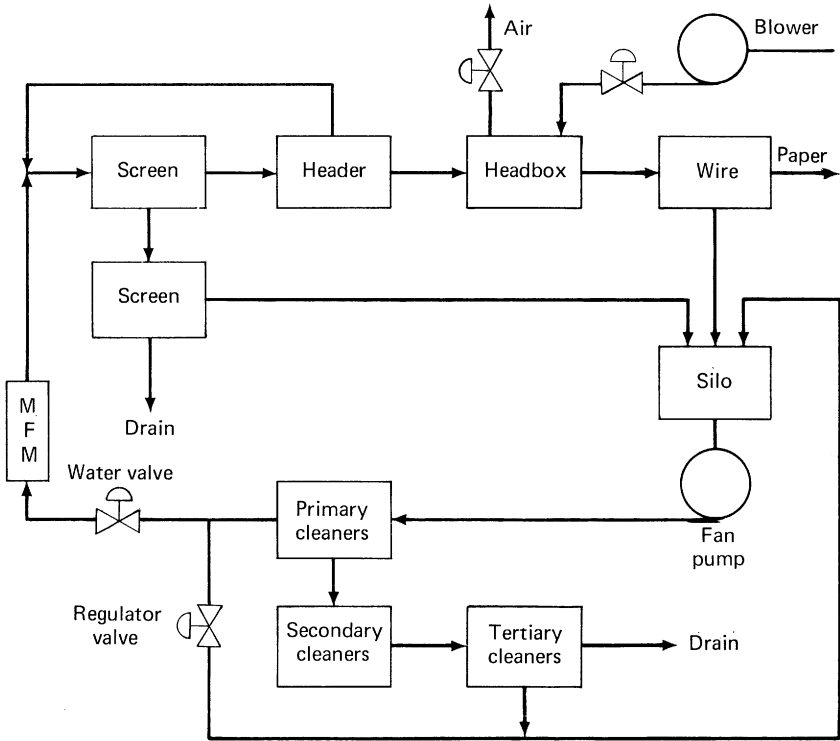 Air
Blower
Screen
Header
Headbox
Wire
Paper
Screen
Silo
M
F
M
Drain
Water valve
Primary
cleaners
Fan
pump
Regulator
valve
Secondary
cleaners
Tertiary
cleaners
Drain